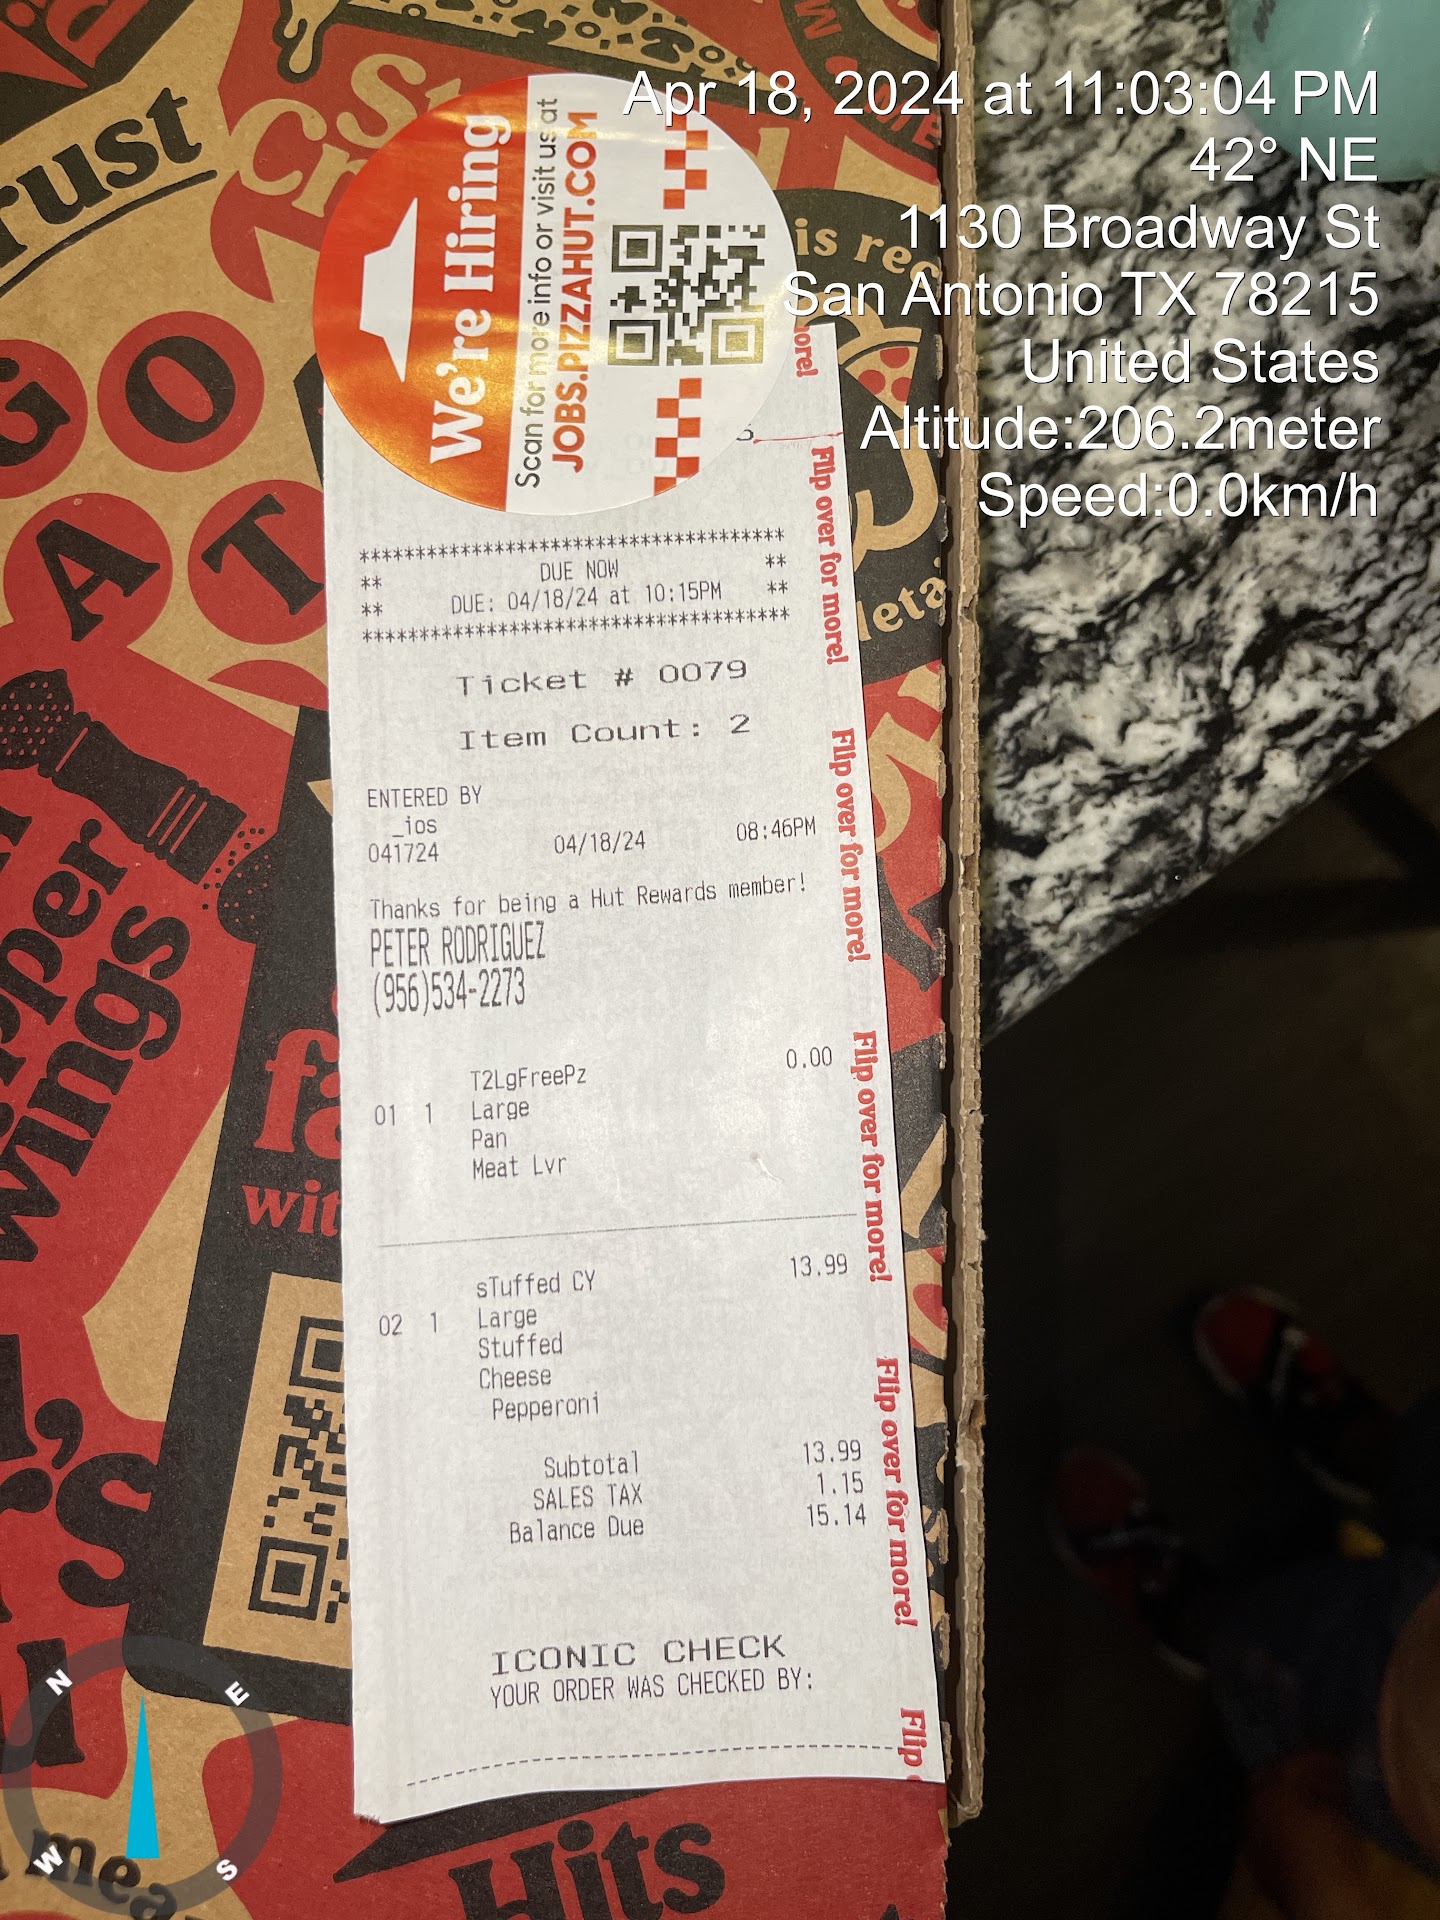 Apr 18, 2024 at 11:03:04 PM
42° NE
1130 Broadway St
San Antonio TX 78215
United States
Altitude:206.2meter
Speed:0.0km/h
We're Hiring
Scan for more info or visit us at
JOBS.PIZZAHUT.COM
**************************************
** DUE NOW **
** DUE: 04/18/24 at 10:15PM **
**************************************
Ticket # 0079
Item Count: 2
ENTERED BY
_ios
041724 04/18/24 08:46PM
Thanks for being a Hut Rewards member!
PETER RODRIGUEZ
(956)534-2273
T2LgFreePz 0.00
01 1 Large
Pan
Meat Lvr
sTuffed CY 13.99
02 1 Large
Stuffed
Cheese
Pepperoni
Subtotal 13.99
SALES TAX 1.15
Balance Due 15.14
ICONIC CHECK
YOUR ORDER WAS CHECKED BY:
more!
Flip over for more!
Flip over for more!
Flip over for more!
Flip over for more!
Flip
G O
A T
wings
wit
Hits
N
E
S
W